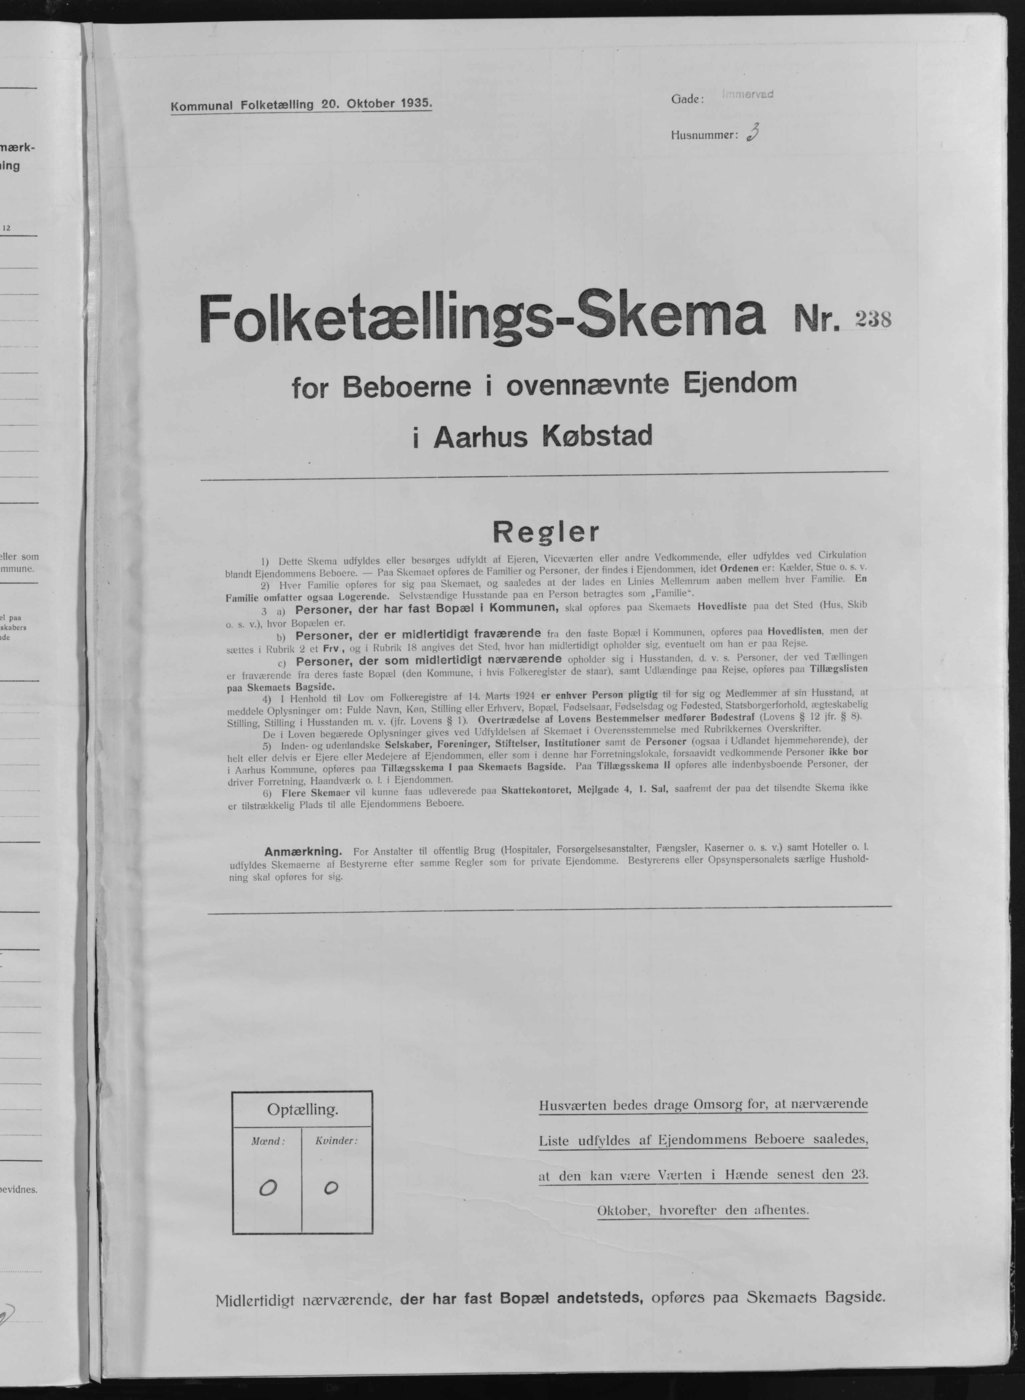 mærk-
ning
12
eller som
mmune.
el paa
skabers
nde
bevidnes.
Kommunal Folketælling 20. Oktober 1935.
Gade: Immervad
Husnummer: 3
Folketællings-Skema Nr. 238
for Beboerne i ovennævnte Ejendom
i Aarhus Købstad
Regler
1) Dette Skema udfyldes eller besørges udfyldt af Ejeren, Viceværten eller andre Vedkommende, eller udfyldes ved Cirkulation
blandt Ejendommens Beboere. — Paa Skemaet opføres de Familier og Personer, der findes i Ejendommen, idet Ordenen er: Kælder, Stue o. s. v.
2) Hver Familie opføres for sig paa Skemaet, og saaledes at der lades en Linies Mellemrum aaben mellem hver Familie. En
Familie omfatter ogsaa Logerende. Selvstændige Husstande paa en Person betragtes som „Familie“.
3 a) Personer, der har fast Bopæl i Kommunen, skal opføres paa Skemaets Hovedliste paa det Sted (Hus, Skib
o. s. v.), hvor Bopælen er.
b) Personer, der er midlertidigt fraværende fra den faste Bopæl i Kommunen, opføres paa Hovedlisten, men der
sættes i Rubrik 2 et Frv., og i Rubrik 18 angives det Sted, hvor han midlertidigt opholder sig, eventuelt om han er paa Rejse.
c) Personer, der som midlertidigt nærværende opholder sig i Husstanden, d. v. s. Personer, der ved Tællingen
er fraværende fra deres faste Bopæl (den Kommune, i hvis Folkeregister de staar), samt Udlændinge paa Rejse, opføres paa Tillægslisten
paa Skemaets Bagside.
4) I Henhold til Lov om Folkeregistre af 14. Marts 1924 er enhver Person pligtig til for sig og Medlemmer af sin Husstand, at
meddele Oplysninger om: Fulde Navn, Køn, Stilling eller Erhverv, Bopæl, Fødselsaar, Fødselsdag og Fødested, Statsborgerforhold, ægteskabelig
Stilling, Stilling i Husstanden m. v. (jfr. Lovens § 1). Overtrædelse af Lovens Bestemmelser medfører Bødestraf (Lovens § 12 jfr. § 8).
De i Loven begærede Oplysninger gives ved Udfyldelsen af Skemaet i Overensstemmelse med Rubrikkernes Overskrifter.
5) Inden- og udenlandske Selskaber, Foreninger, Stiftelser, Institutioner samt de Personer (ogsaa i Udlandet hjemmehørende), der
helt eller delvis er Ejere eller Medejere af Ejendommen, eller som i denne har Forretningslokale, forsaavidt vedkommende Personer ikke bor
i Aarhus Kommune, opføres paa Tillægsskema I paa Skemaets Bagside. Paa Tillægsskema II opføres alle indenbysboende Personer, der
driver Forretning, Haandværk o. l. i Ejendommen.
6) Flere Skemaer vil kunne faas udleverede paa Skattekontoret, Mejlgade 4, 1. Sal, saafremt der paa det tilsendte Skema ikke
er tilstrækkelig Plads til alle Ejendommens Beboere.
Anmærkning. For Anstalter til offentlig Brug (Hospitaler, Forsørgelsesanstalter, Fængsler, Kaserner o. s. v.) samt Hoteller o. l.
udfyldes Skemaerne af Bestyrerne efter samme Regler som for private Ejendomme. Bestyrerens eller Opsynspersonalets særlige Hushold-
ning skal opføres for sig.
Optælling.
Mænd: Kvinder:
0 0
Husværten bedes drage Omsorg for, at nærværende
Liste udfyldes af Ejendommens Beboere saaledes,
at den kan være Værten i Hænde senest den 23.
Oktober, hvorefter den afhentes.
Midlertidigt nærværende, der har fast Bopæl andetsteds, opføres paa Skemaets Bagside.